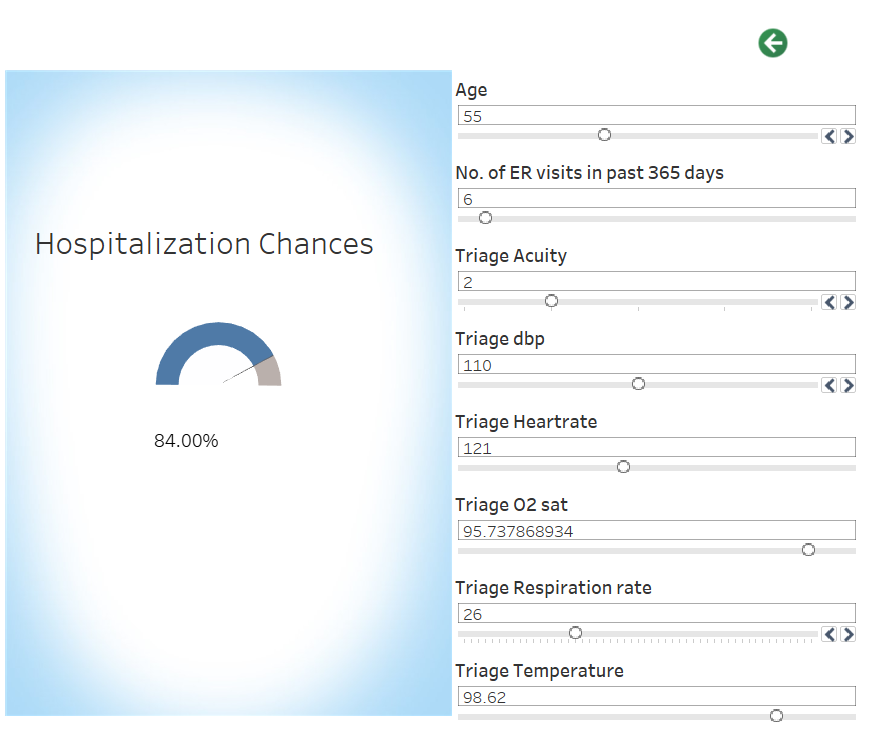 Hospitalization Chances
84.00%
Age
55
No. of ER visits in past 365 days
6
Triage Acuity
2
Triage dbp
110
Triage Heartrate
121
Triage O2 sat
95.737868934
Triage Respiration rate
26
Triage Temperature
98.62